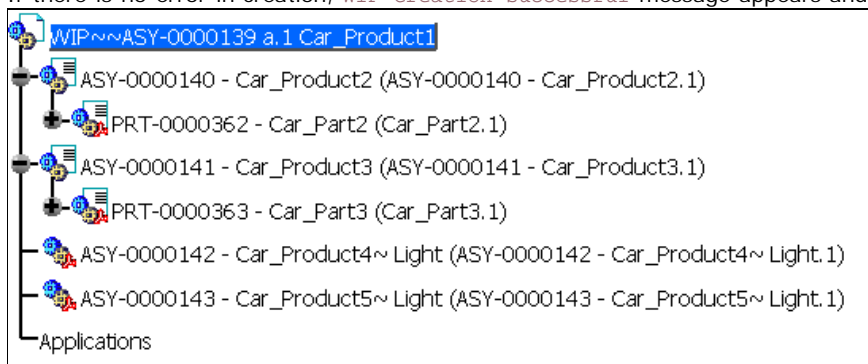 If there is no error in creation, WIP creation successful message appears and
WIP~~ASY-0000139 a.1 Car_Product1
ASY-0000140 - Car_Product2 (ASY-0000140 - Car_Product2.1)
PRT-0000362 - Car_Part2 (Car_Part2.1)
ASY-0000141 - Car_Product3 (ASY-0000141 - Car_Product3.1)
PRT-0000363 - Car_Part3 (Car_Part3.1)
ASY-0000142 - Car_Product4~ Light (ASY-0000142 - Car_Product4~ Light.1)
ASY-0000143 - Car_Product5~ Light (ASY-0000143 - Car_Product5~ Light.1)
Applications